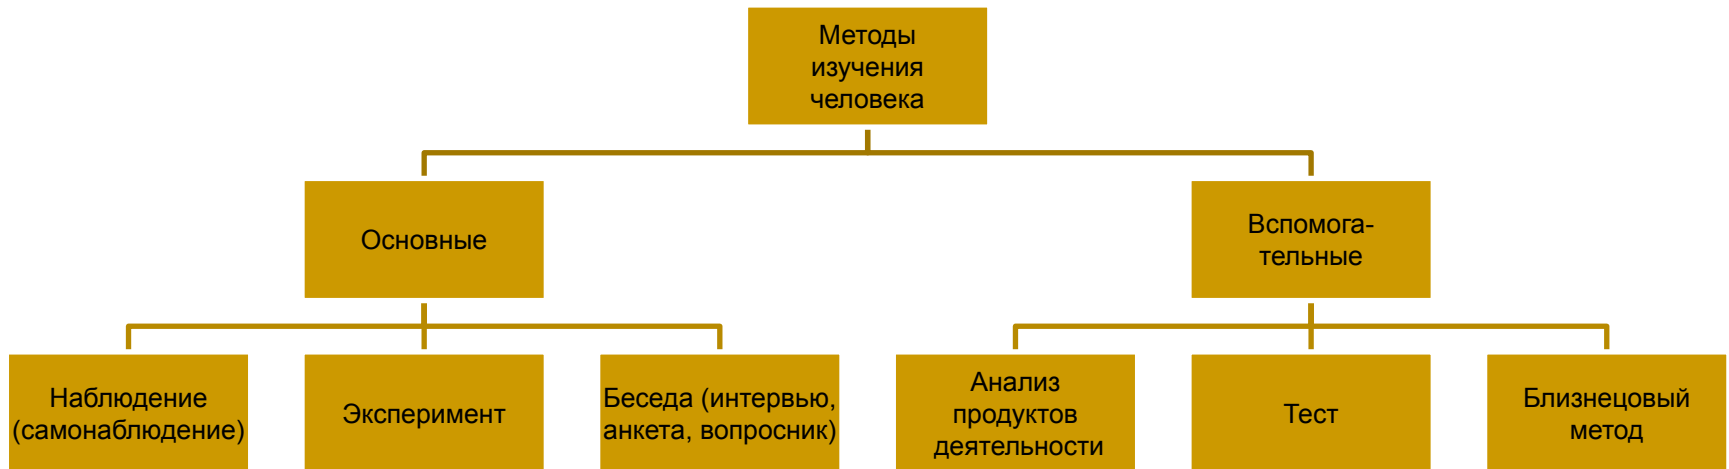 Методы
изучения
человека
Основные
Вспомога-
тельные
Наблюдение
(самонаблюдение)
Эксперимент
Беседа (интервью,
анкета, вопросник)
Анализ
продуктов
деятельности
Тест
Близнецовый
метод